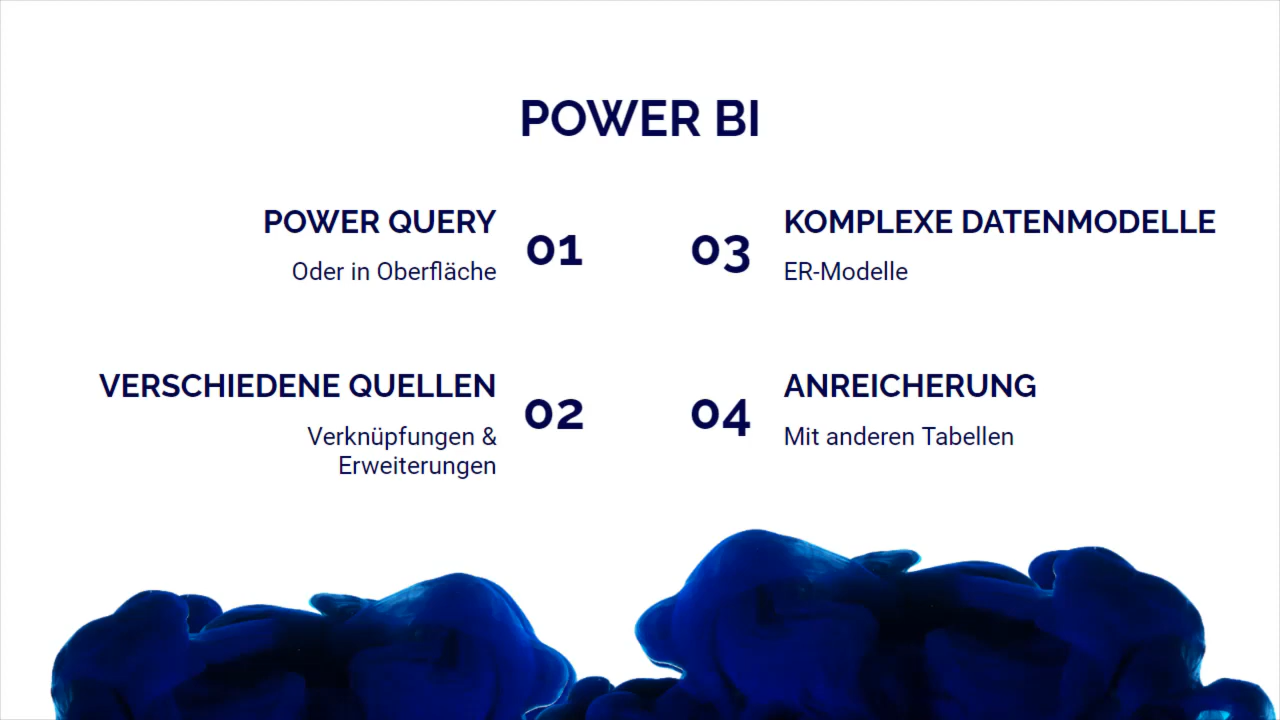 POWER BI
POWER QUERY
Oder in Oberfläche
01
VERSCHIEDENE QUELLEN
Verknüpfungen &
Erweiterungen
02
03
KOMPLEXE DATENMODELLE
ER-Modelle
04
ANREICHERUNG
Mit anderen Tabellen